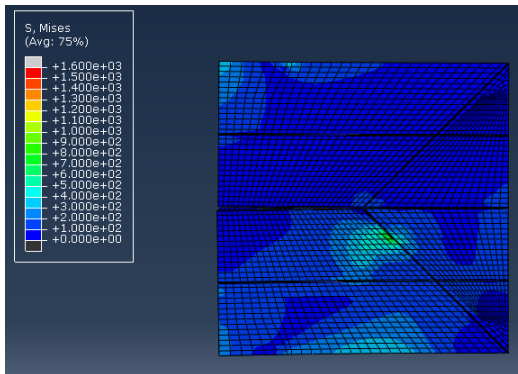 S, Mises
(Avg: 75%)
+1.600e+03
+1.500e+03
+1.400e+03
+1.300e+03
+1.200e+03
+1.100e+03
+1.000e+03
+9.000e+02
+8.000e+02
+7.000e+02
+6.000e+02
+5.000e+02
+4.000e+02
+3.000e+02
+2.000e+02
+1.000e+02
+0.000e+00